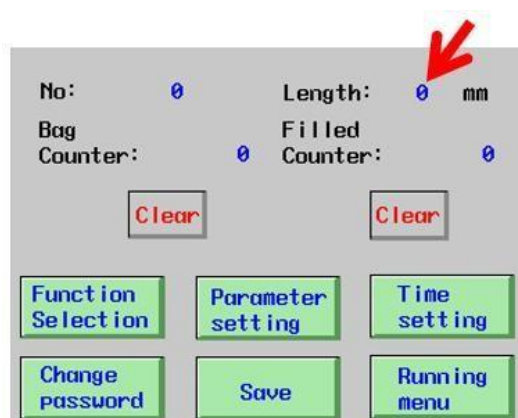 No: 0 Length: 0 mm
Bag Filled
Counter: 0 Counter: 0
Clear Clear
Function Parameter Time
Selection setting setting
Change Save Running
password menu